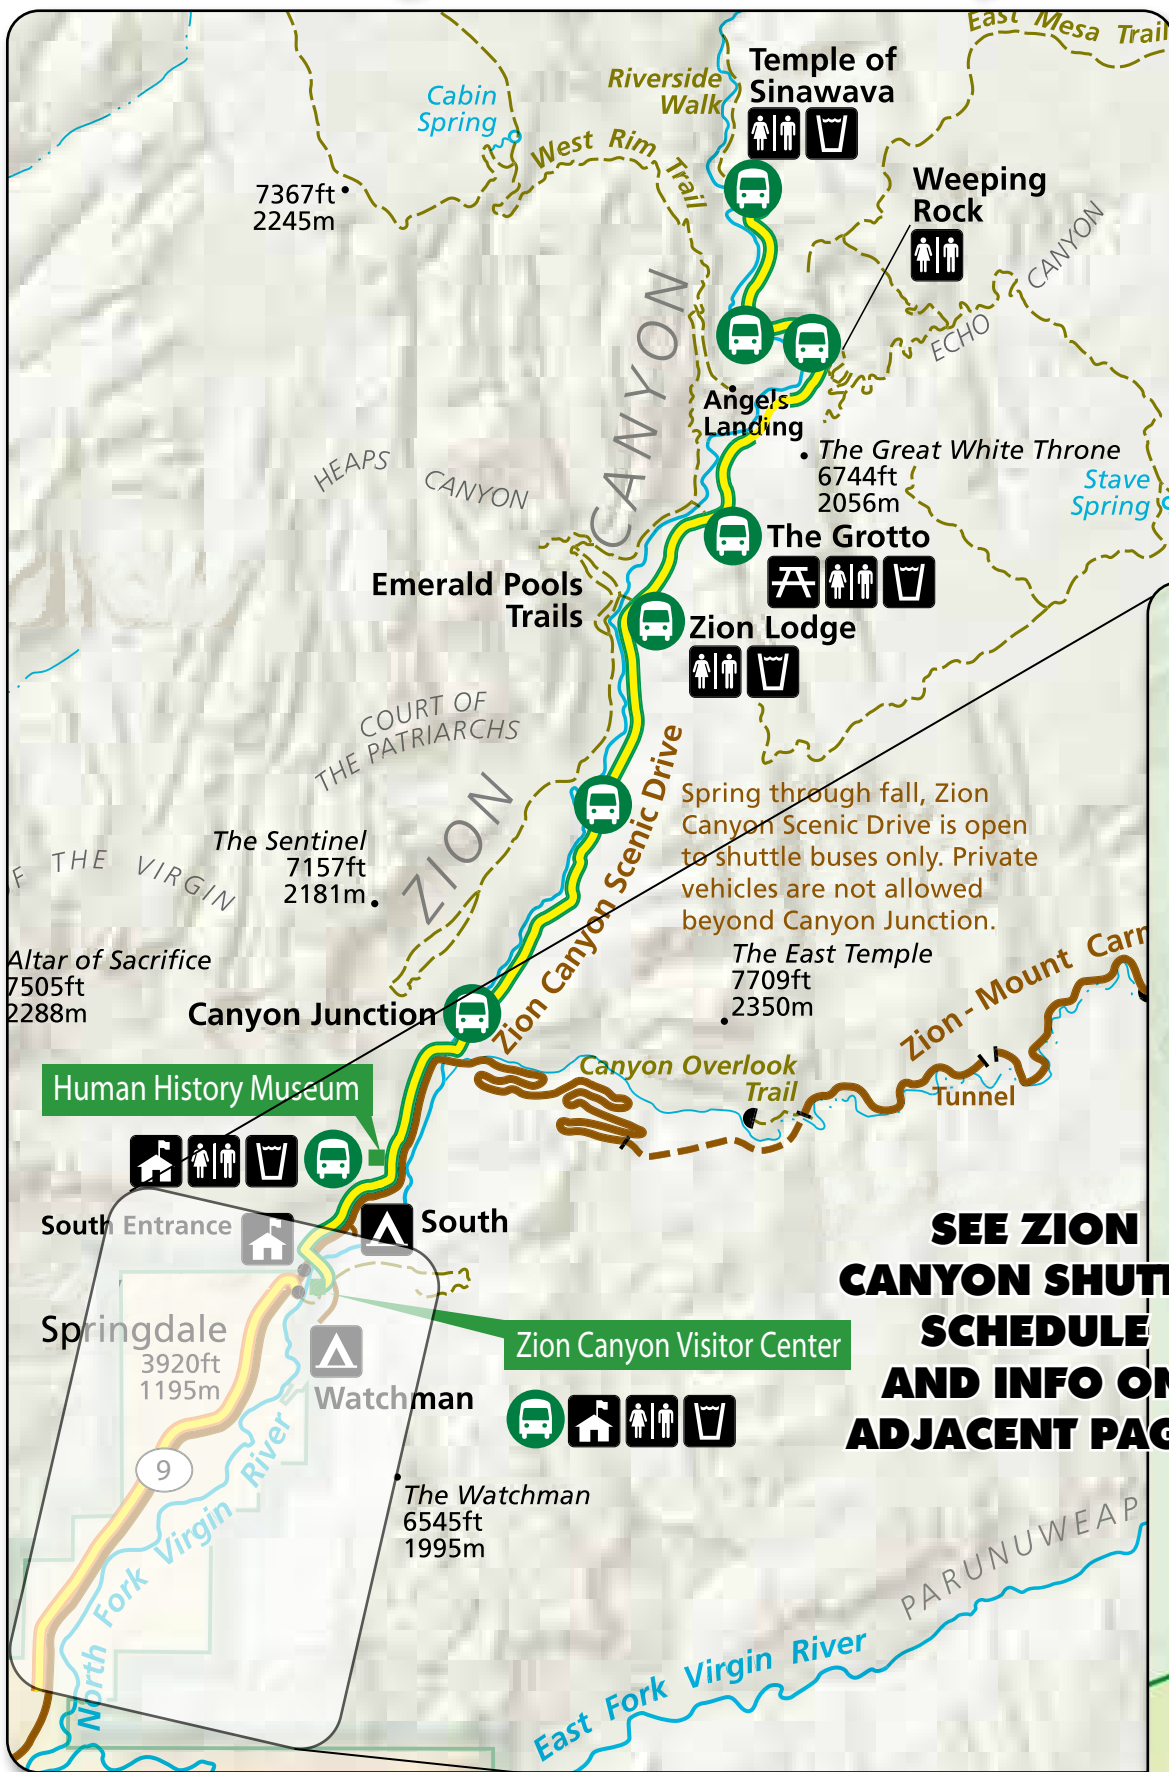 East Mesa Trail
Temple of
Sinawava
Riverside
Walk
Cabin
Spring
West Rim Trail
Weeping
Rock
7367ft
2245m
ECHO CANYON
CANYON
Angels
Landing
The Great White Throne
6744ft
2056m
Stave
Spring
HEAPS CANYON
The Grotto
Emerald Pools
Trails
Zion Lodge
COURT OF
THE PATRIARCHS
ZION
Zion Canyon Scenic Drive
Spring through fall, Zion
Canyon Scenic Drive is open
to shuttle buses only. Private
vehicles are not allowed
beyond Canyon Junction.
The Sentinel
7157ft
2181m
OF THE VIRGIN
Altar of Sacrifice
7505ft
2288m
The East Temple
7709ft
2350m
Canyon Junction
Zion - Mount Carm
Canyon Overlook
Trail
Tunnel
Human History Museum
South Entrance
South
SEE ZION
CANYON SHUTT
SCHEDULE
AND INFO ON
ADJACENT PAG
Springdale
3920ft
1195m
Zion Canyon Visitor Center
Watchman
9
The Watchman
6545ft
1995m
North Fork Virgin River
PARUNUWEAP
East Fork Virgin River